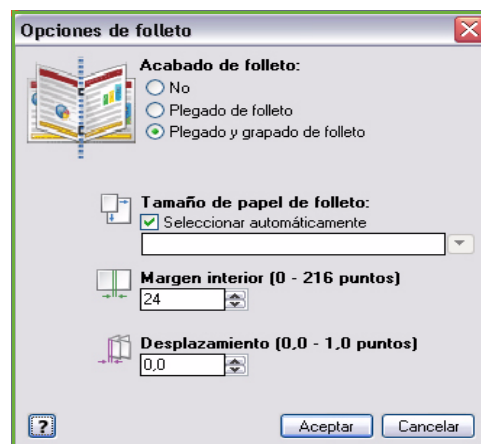 Opciones de folleto
Acabado de folleto:
No
Plegado de folleto
Plegado y grapado de folleto
Tamaño de papel de folleto:
Seleccionar automáticamente
Margen interior (0 - 216 puntos)
24
Desplazamiento (0,0 - 1,0 puntos)
0,0
?
Aceptar
Cancelar